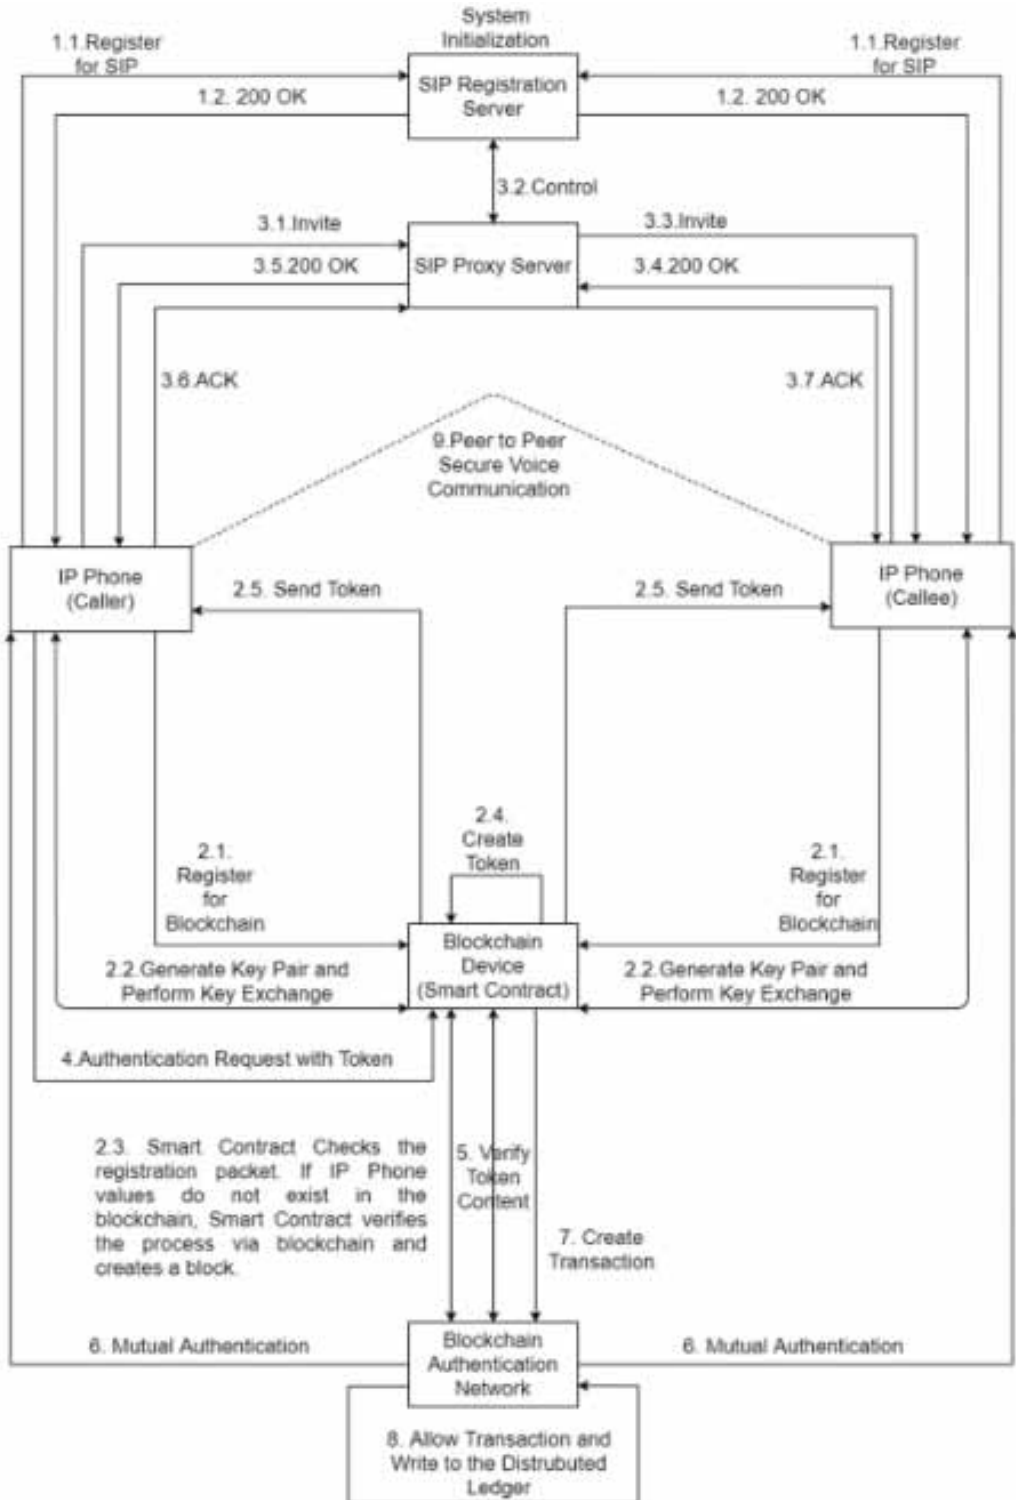 System
Initialization
1.1.Register
for SIP
1.1.Register
for SIP
SIP Registration
Server
1.2. 200 OK
1.2. 200 OK
3.2.Control
3.1.Invite
3.3.Invite
SIP Proxy Server
3.5.200 OK
3.4.200 OK
3.6.ACK
3.7.ACK
9.Peer to Peer
Secure Voice
Communication
IP Phone
(Caller)
IP Phone
(Callee)
2.5. Send Token
2.5. Send Token
2.4.
Create
Token
2.1.
Register
for
Blockchain
2.1.
Register
for
Blockchain
Blockchain
Device
(Smart Contract)
2.2.Generate Key Pair and
Perform Key Exchange
2.2.Generate Key Pair and
Perform Key Exchange
4.Authentication Request with Token
2.3. Smart Contract Checks the
registration packet. If IP Phone
values do not exist in the
blockchain, Smart Contract verifies
the process via blockchain and
creates a block.
5. Verify
Token
Content
7. Create
Transaction
6. Mutual Authentication
6. Mutual Authentication
Blockchain
Authentication
Network
8. Allow Transaction and
Write to the Distrubuted
Ledger